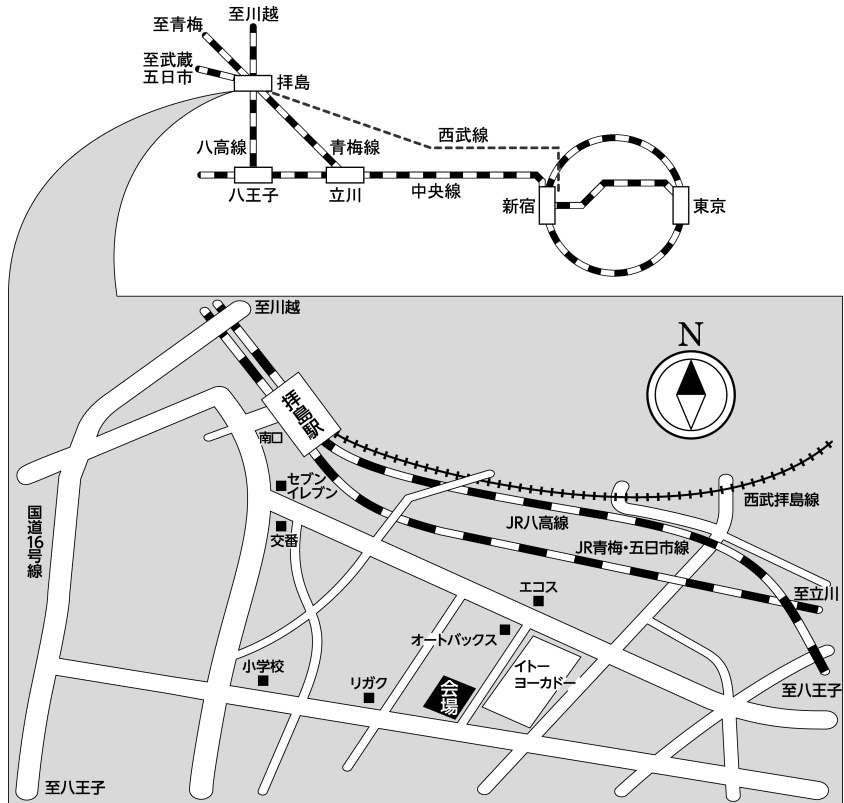 至川越
至青梅
至武蔵
五日市
拝島
八高線
青梅線
西武線
八王子
立川
中央線
新宿
東京
至川越
N
拝島駅
南口
セブン
イレブン
国道16号線
交番
西武拝島線
JR八高線
JR青梅・五日市線
エコス
至立川
オートバックス
小学校
リガク
会場
イトー
ヨーカドー
至八王子
至八王子